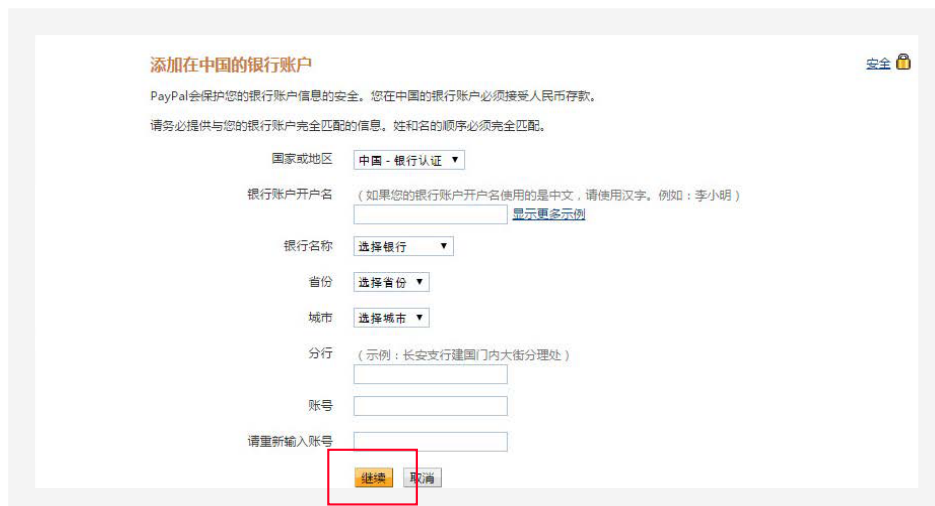 添加在中国的银行账户
安全
PayPal会保护您的银行账户信息的安全。您在中国的银行账户必须接受人民币存款。
请务必提供与您的银行账户完全匹配的信息。姓和名的顺序必须完全匹配。
国家或地区 中国 - 银行认证 ▼
银行账户开户名 （如果您的银行账户开户名使用的是中文，请使用汉字。例如：李小明）
显示更多示例
银行名称 选择银行 ▼
省份 选择省份 ▼
城市 选择城市 ▼
分行 （示例：长安支行建国门内大街分理处）
账号
请重新输入账号
继续 取消